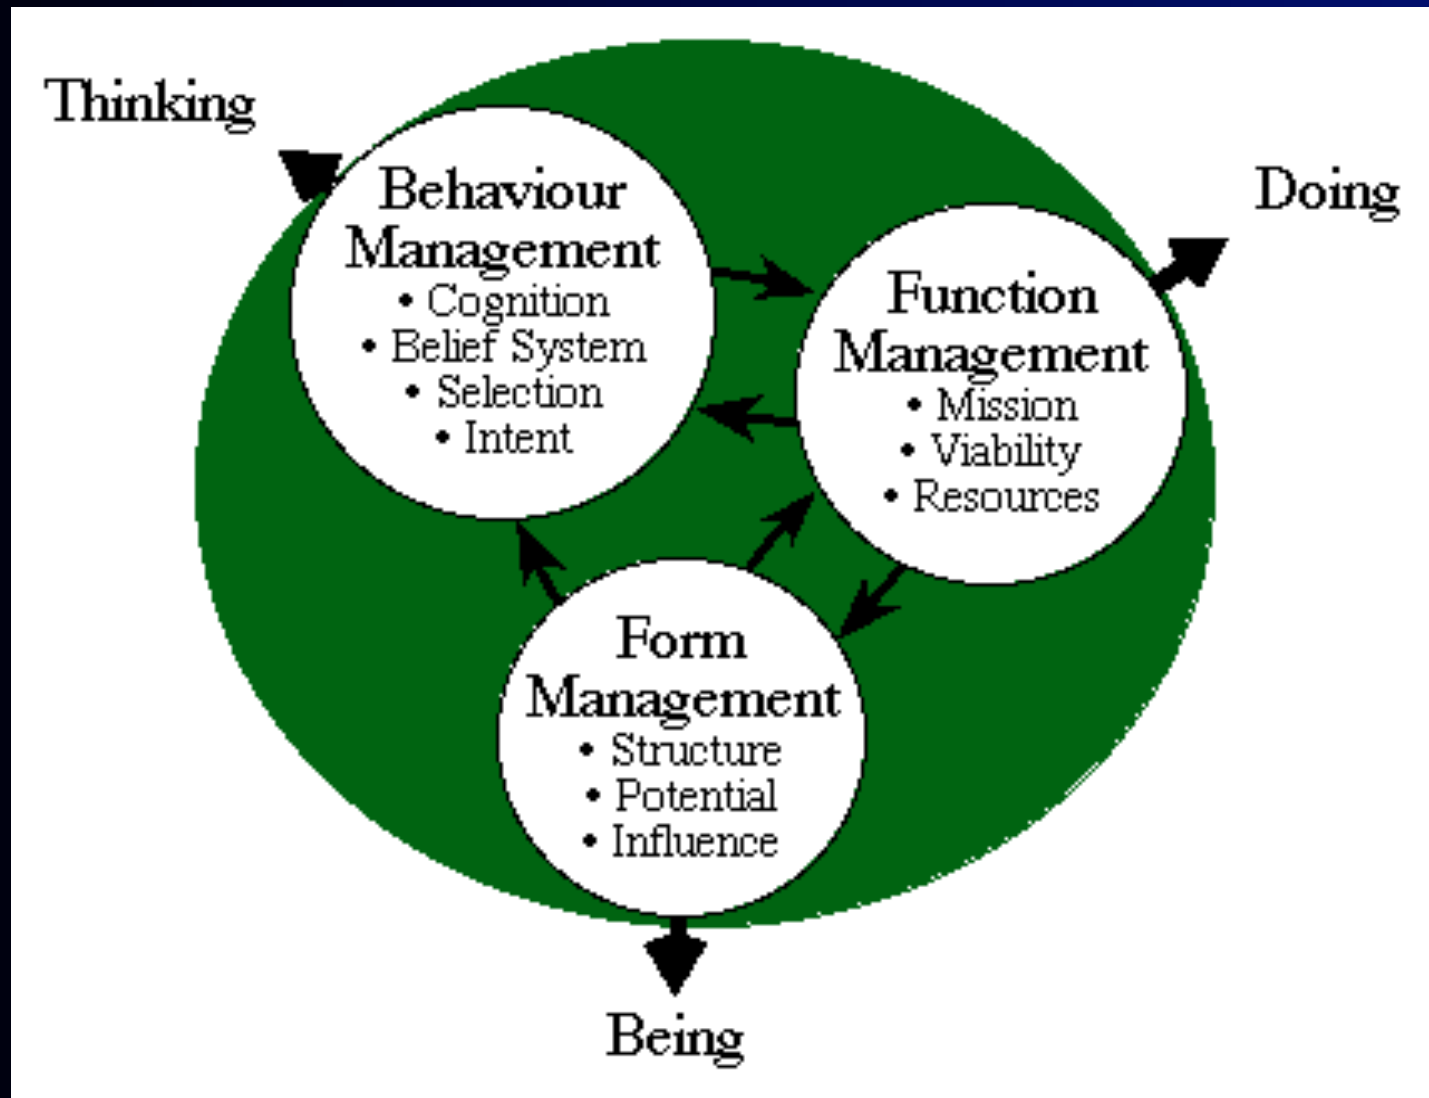 Thinking
Behaviour
Management
• Cognition
• Belief System
• Selection
• Intent
Doing
Function
Management
• Mission
• Viability
• Resources
Form
Management
• Structure
• Potential
• Influence
Being